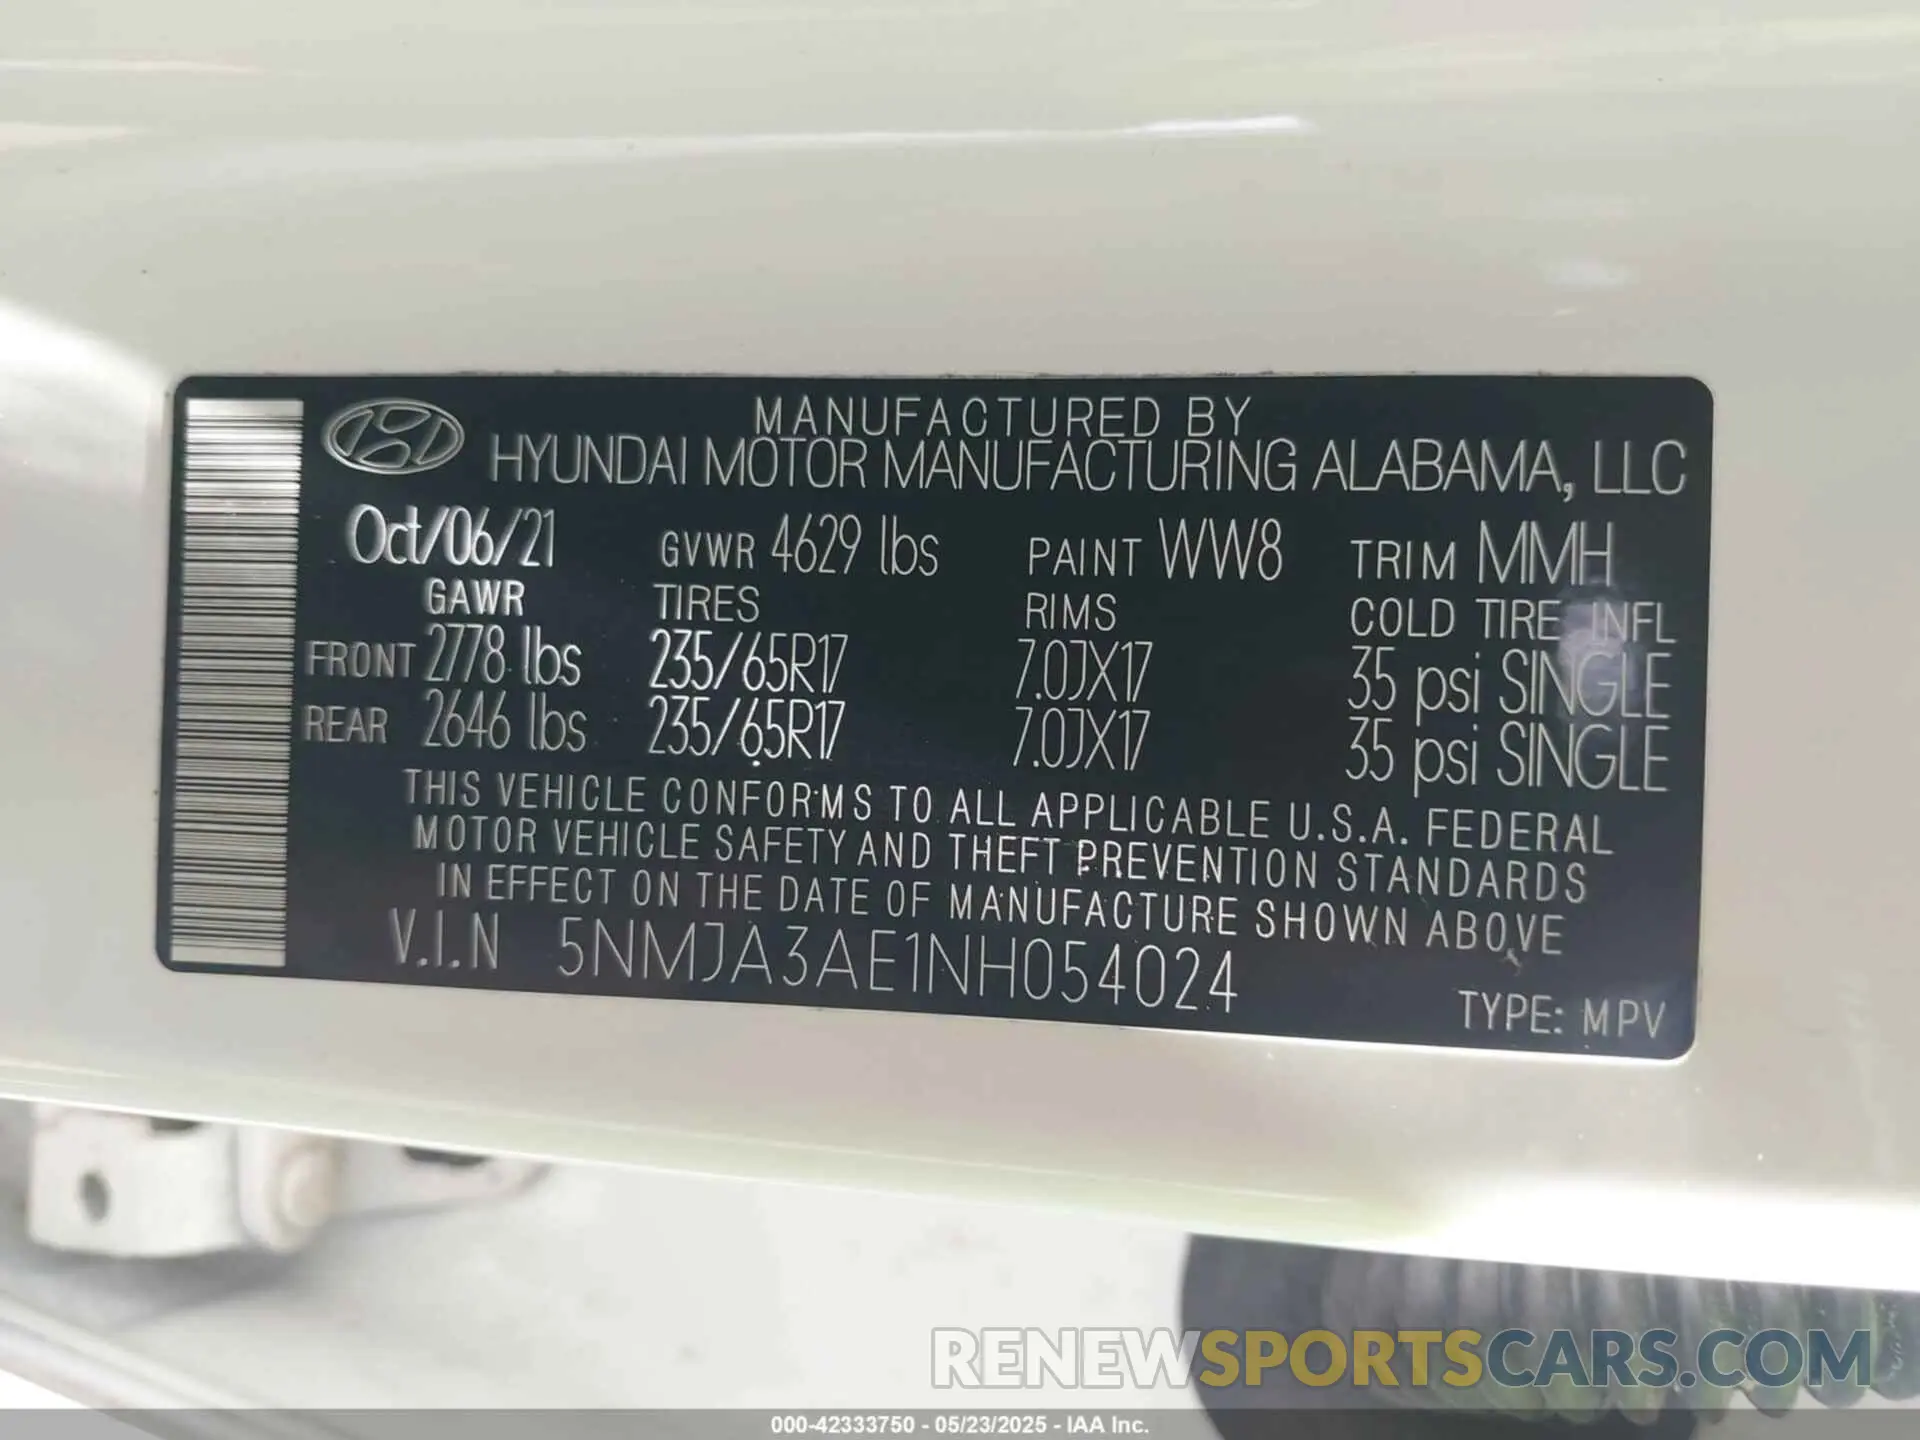 MANUFACTURED BY
HYUNDAI MOTOR MANUFACTURING ALABAMA, LLC
Oct/06/21 GVWR 4629 lbs PAINT WW8 TRIM MMH
GAWR TIRES RIMS COLD TIRE INFL
FRONT 2778 lbs 235/65R17 7.0JX17 35 psi SINGLE
REAR 2646 lbs 235/65R17 7.0JX17 35 psi SINGLE
THIS VEHICLE CONFORMS TO ALL APPLICABLE U.S.A. FEDERAL
MOTOR VEHICLE SAFETY AND THEFT PREVENTION STANDARDS
IN EFFECT ON THE DATE OF MANUFACTURE SHOWN ABOVE
V.I.N 5NMJA3AE1NH054024
TYPE: MPV
RENEWSPORTSCARS.COM
000-42333750 - 05/23/2025 - IAA Inc.